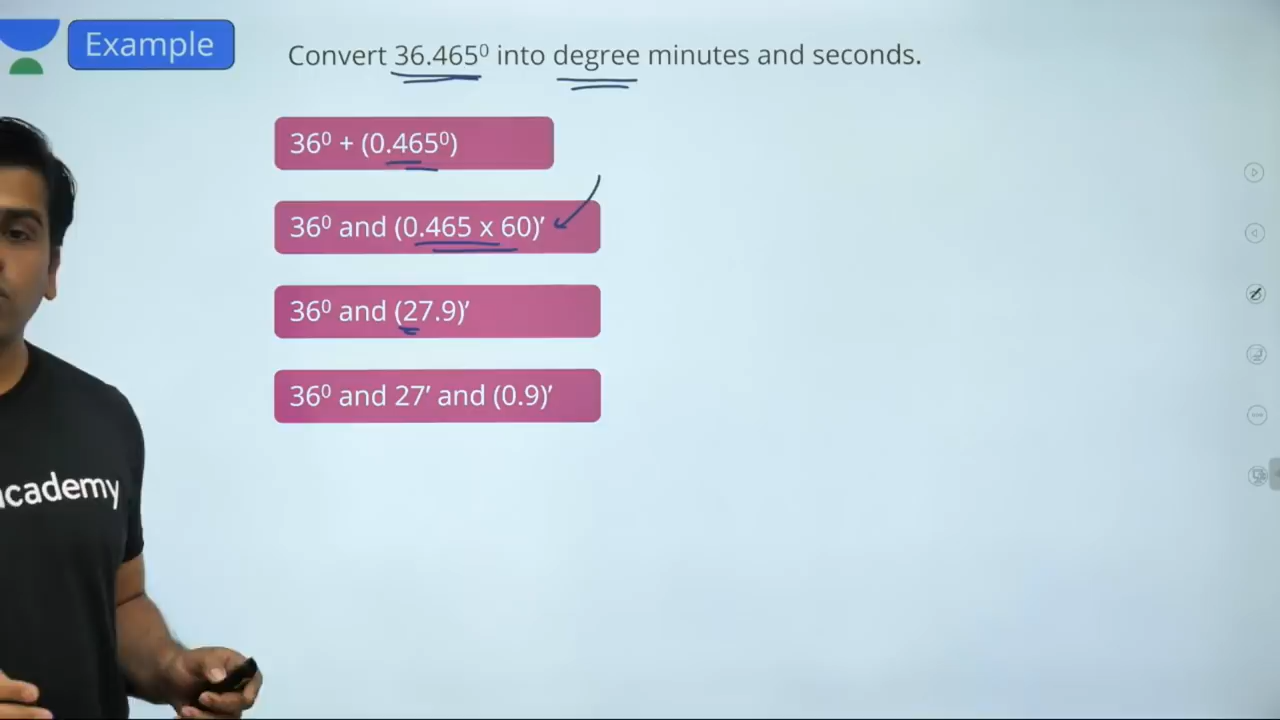 Example
Convert 36.465⁰ into degree minutes and seconds.
36⁰ + (0.465⁰)
36⁰ and (0.465 x 60)′
36⁰ and (27.9)′
36⁰ and 27′ and (0.9)′
academy